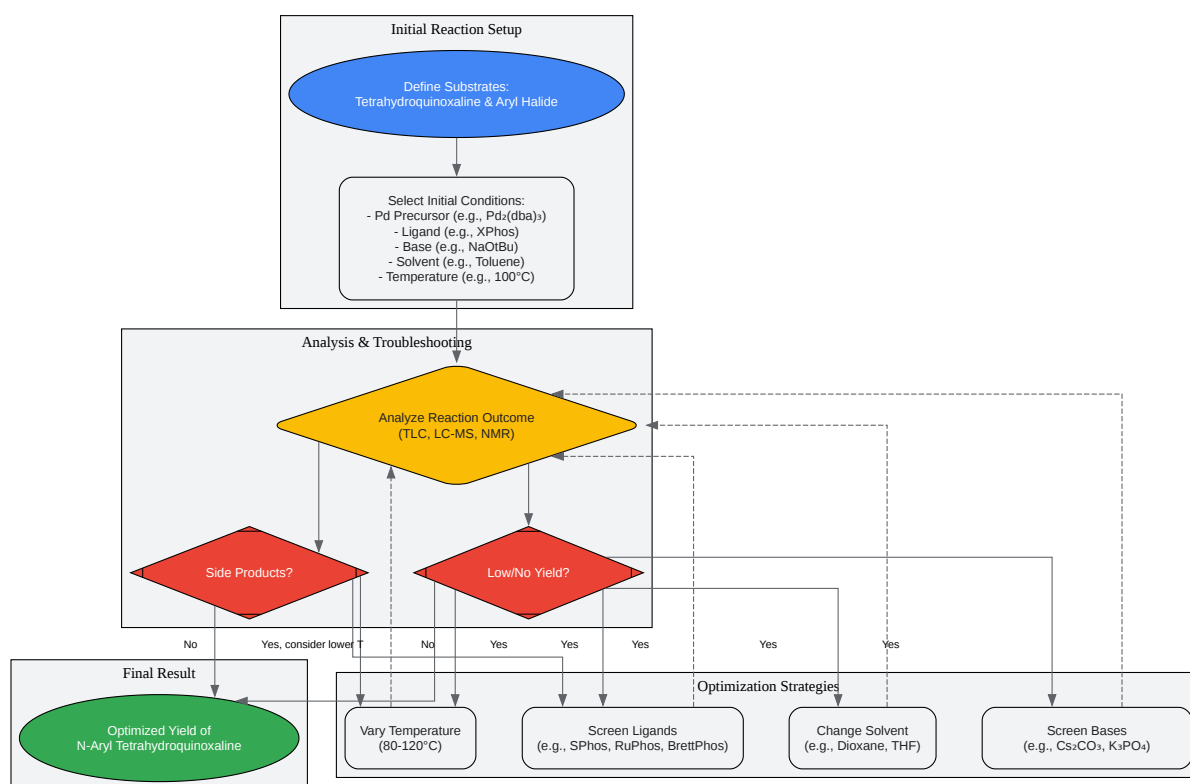 Initial Reaction Setup
Define Substrates:
Tetrahydroquinoxaline & Aryl Halide
Select Initial Conditions:
- Pd Precursor (e.g., Pd₂(dba)₃)
- Ligand (e.g., XPhos)
- Base (e.g., NaOtBu)
- Solvent (e.g., Toluene)
- Temperature (e.g., 100°C)
Analysis & Troubleshooting
Analyze Reaction Outcome
(TLC, LC-MS, NMR)
Side Products?
Low/No Yield?
No
Yes, consider lower T
No
Yes
Yes
Yes
Yes
Yes
Final Result
Optimized Yield of
N-Aryl Tetrahydroquinoxaline
Optimization Strategies
Vary Temperature
(80-120°C)
Screen Ligands
(e.g., SPhos, RuPhos, BrettPhos)
Change Solvent
(e.g., Dioxane, THF)
Screen Bases
(e.g., Cs₂CO₃, K₃PO₄)